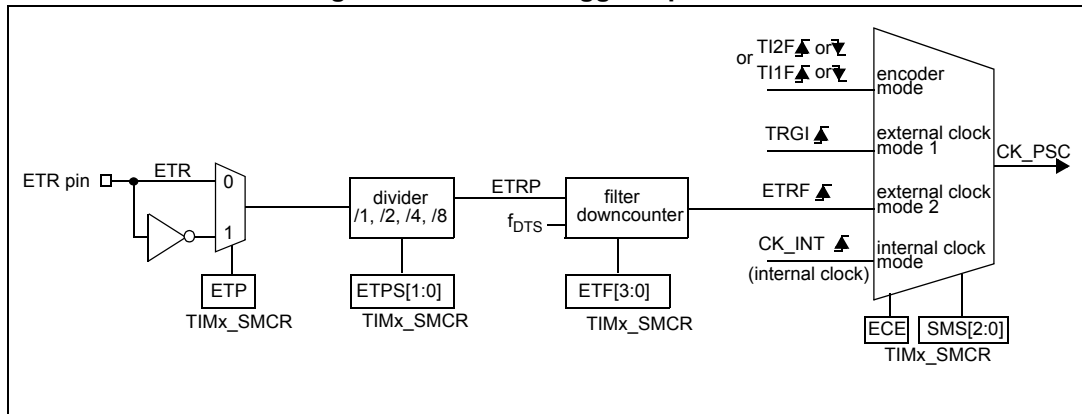 or TI2F or
TI1F or
encoder
mode
TRGI
external clock
mode 1
CK_PSC
ETR pin
ETR
0
1
divider
/1, /2, /4, /8
ETRP
fDTS
filter
downcounter
ETRF
external clock
mode 2
CK_INT
(internal clock)
internal clock
mode
ETP
TIMx_SMCR
ETPS[1:0]
TIMx_SMCR
ETF[3:0]
TIMx_SMCR
ECE
SMS[2:0]
TIMx_SMCR